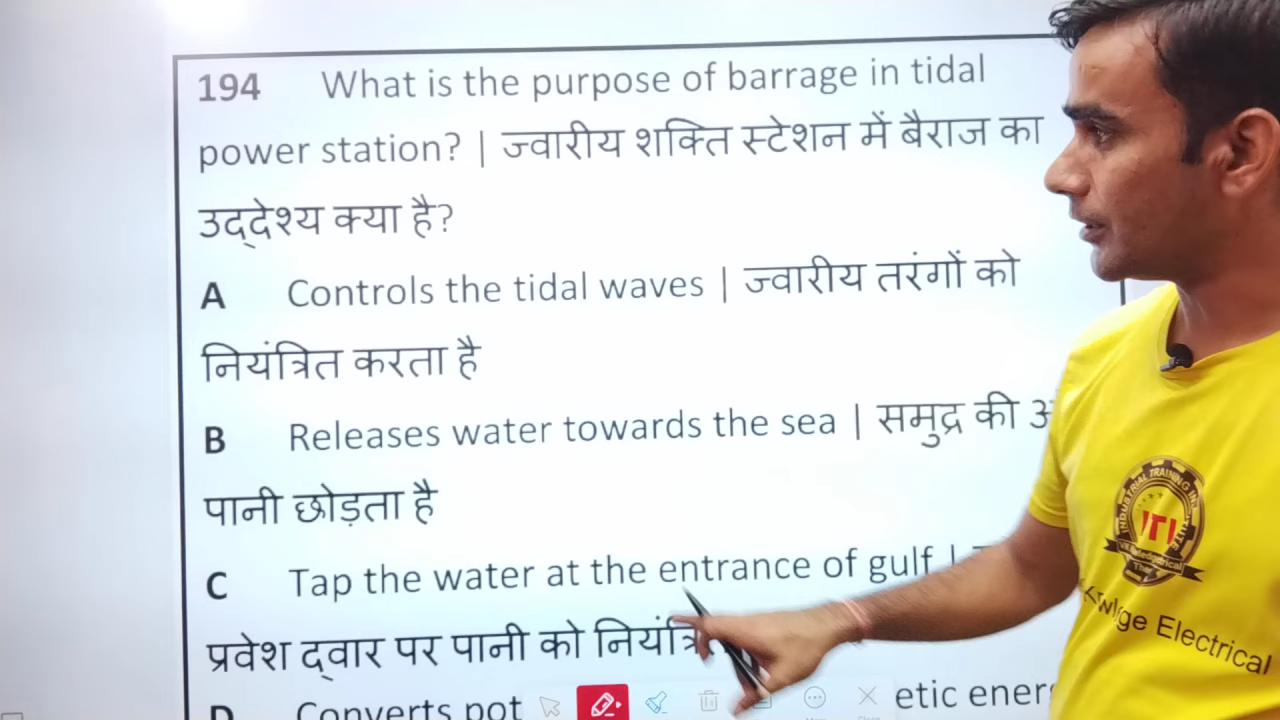 194 What is the purpose of barrage in tidal
power station? | ज्वारीय शक्ति स्टेशन में बैराज का
उद्देश्य क्या है?
A Controls the tidal waves | ज्वारीय तरंगों को
नियंत्रित करता है
B Releases water towards the sea | समुद्र की
पानी छोड़ता है
C Tap the water at the entrance of gulf |
प्रवेश द्वार पर पानी को
D Converts pot etic
INDUSTRIAL TRAINING
ITI
Electrical